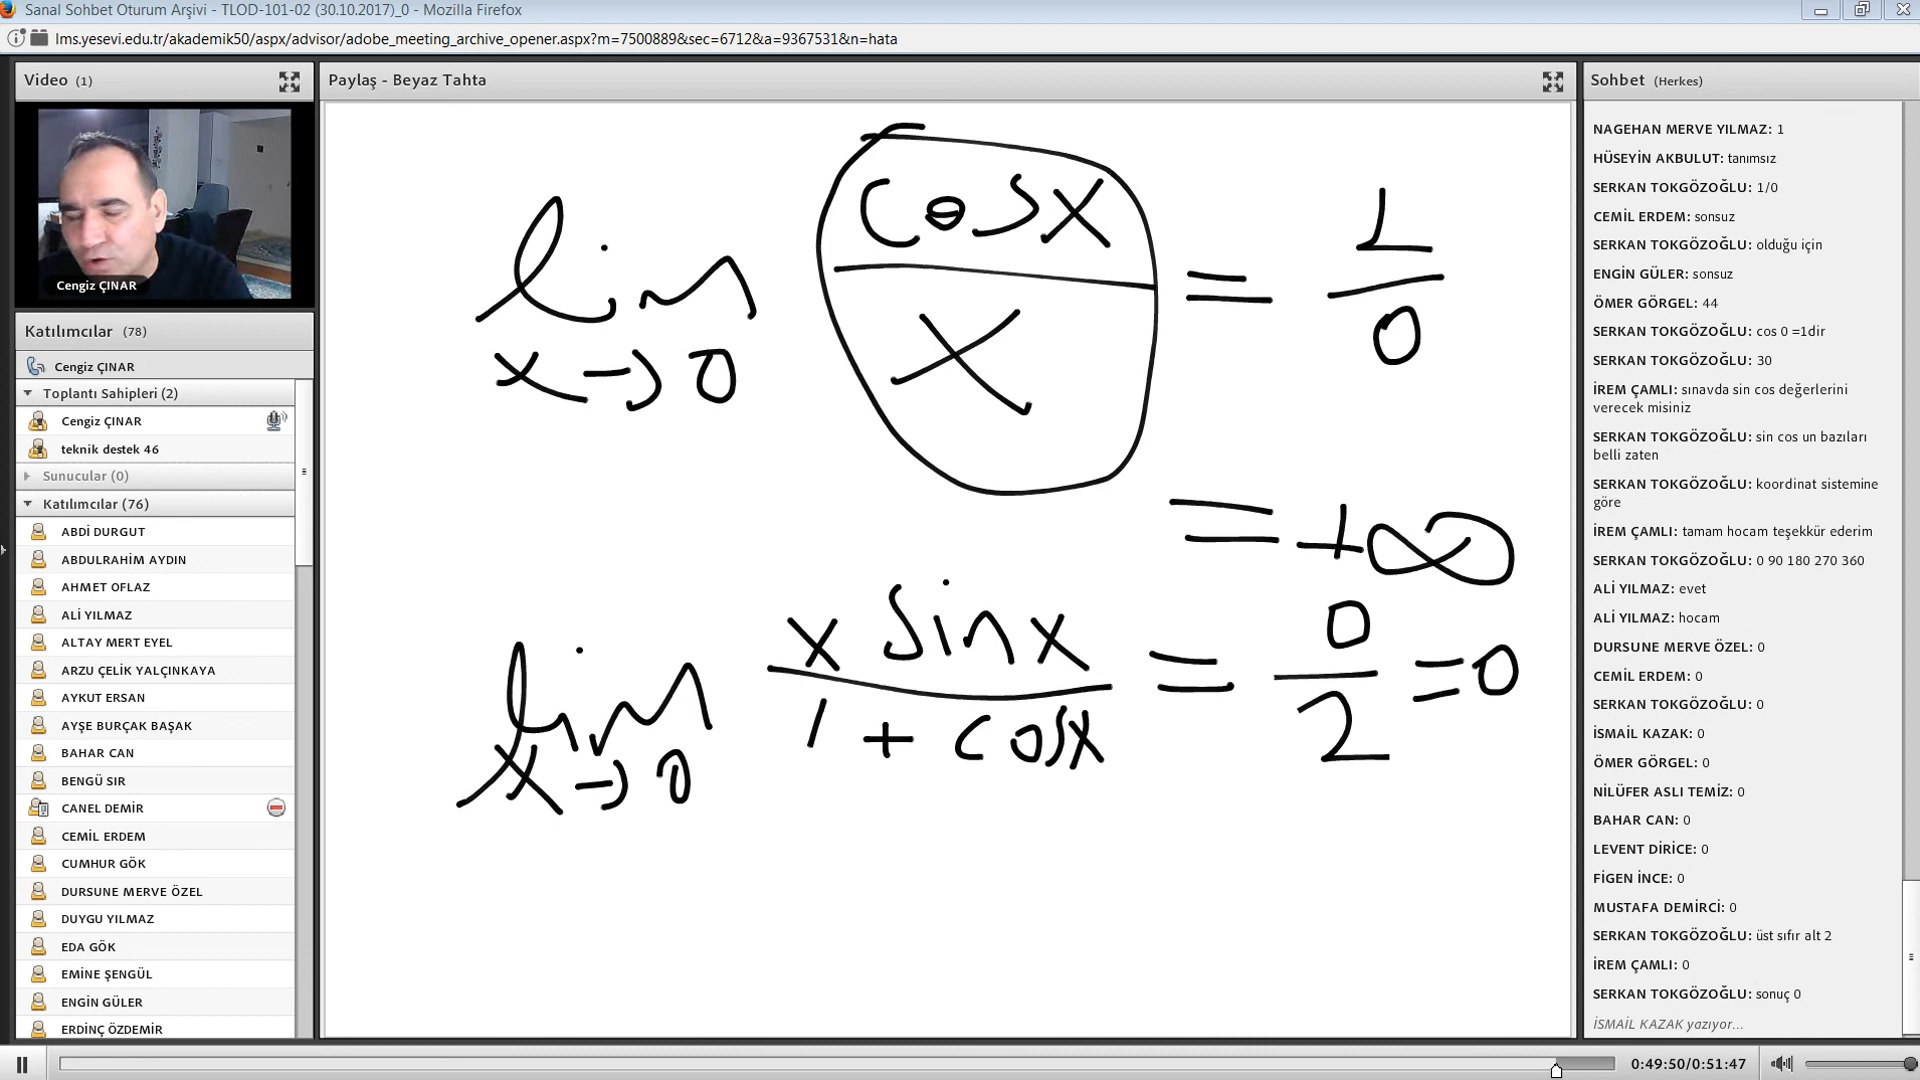 Sanal Sohbet Oturum Arşivi - TLOD-101-02 (30.10.2017)_0 - Mozilla Firefox
lms.yesevi.edu.tr/akademik50/aspx/advisor/adobe_meeting_archive_opener.aspx?m=7500889&sec=6712&a=9367531&n=hata
Video (1)
Cengiz ÇINAR
Katılımcılar (78)
Cengiz ÇINAR
Toplantı Sahipleri (2)
Cengiz ÇINAR
teknik destek 46
Sunucular (0)
Katılımcılar (76)
ABDİ DURGUT
ABDULRAHİM AYDIN
AHMET OFLAZ
ALİ YILMAZ
ALTAY MERT EYEL
ARZU ÇELİK YALÇINKAYA
AYKUT ERSAN
AYŞE BURÇAK BAŞAK
BAHAR CAN
BENGÜ SIR
CANEL DEMİR
CEMİL ERDEM
CUMHUR GÖK
DURSUNE MERVE ÖZEL
DUYGU YILMAZ
EDA GÖK
EMİNE ŞENGÜL
ENGİN GÜLER
ERDİNÇ ÖZDEMİR
Paylaş - Beyaz Tahta
lim x→0 cosx / x = 1/0
= +∞
lim x→0 x sinx / 1 + cosx = 0/2 = 0
Sohbet (Herkes)
NAGEHAN MERVE YILMAZ: 1
HÜSEYİN AKBULUT: tanımsız
SERKAN TOKGÖZOĞLU: 1/0
CEMİL ERDEM: sonsuz
SERKAN TOKGÖZOĞLU: olduğu için
ENGİN GÜLER: sonsuz
ÖMER GÖRGEL: 44
SERKAN TOKGÖZOĞLU: cos 0 =1dir
SERKAN TOKGÖZOĞLU: 30
İREM ÇAMLI: sınavda sin cos değerlerini
verecek misiniz
SERKAN TOKGÖZOĞLU: sin cos un bazıları
belli zaten
SERKAN TOKGÖZOĞLU: koordinat sistemine
göre
İREM ÇAMLI: tamam hocam teşekkür ederim
SERKAN TOKGÖZOĞLU: 0 90 180 270 360
ALİ YILMAZ: evet
ALİ YILMAZ: hocam
DURSUNE MERVE ÖZEL: 0
CEMİL ERDEM: 0
SERKAN TOKGÖZOĞLU: 0
İSMAİL KAZAK: 0
ÖMER GÖRGEL: 0
NİLÜFER ASLI TEMİZ: 0
BAHAR CAN: 0
LEVENT DİRİCE: 0
FİGEN İNCE: 0
MUSTAFA DEMİRCİ: 0
SERKAN TOKGÖZOĞLU: üst sıfır alt 2
İREM ÇAMLI: 0
SERKAN TOKGÖZOĞLU: sonuç 0
İSMAİL KAZAK yazıyor...
0:49:50/0:51:47